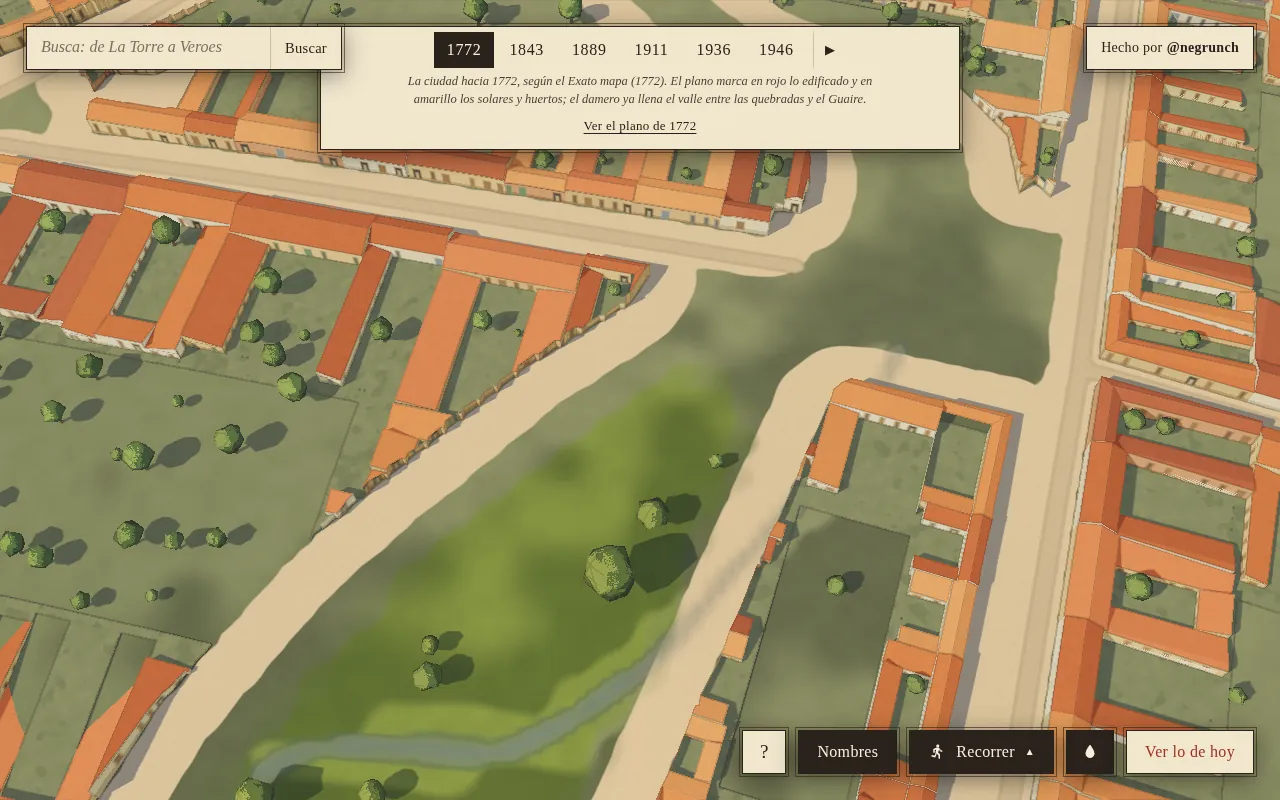 Busca: de La Torre a Veroes
Buscar
1772 1843 1889 1911 1936 1946 ▶
La ciudad hacia 1772, según el Exato mapa (1772). El plano marca en rojo lo edificado y en
amarillo los solares y huertos; el damero ya llena el valle entre las quebradas y el Guaire.
Ver el plano de 1772
Hecho por @negrunch
?
Nombres
Recorrer ▲
Ver lo de hoy